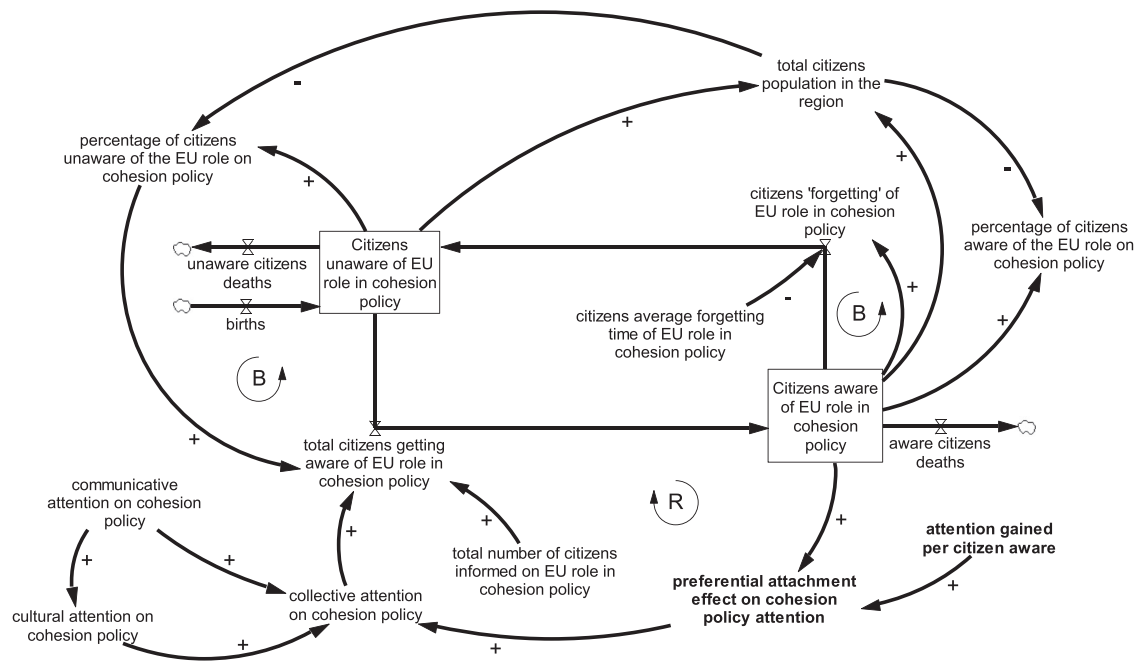 total citizens
population in the
region
-
percentage of citizens
unaware of the EU role on
cohesion policy
+
+
+
-
citizens 'forgetting' of
EU role in cohesion
policy
percentage of citizens
aware of the EU role on
cohesion policy
Citizens
unaware of EU
role in cohesion
policy
unaware citizens
deaths
births
citizens average forgetting
time of EU role in
cohesion policy
-
B
+
+
B
Citizens aware
of EU role in
cohesion
policy
aware citizens
deaths
+
total citizens getting
aware of EU role in
cohesion policy
R
communicative
attention on cohesion
policy
+
+
+
attention gained
per citizen aware
+
+
total number of citizens
informed on EU role in
cohesion policy
preferential attachment
effect on cohesion
policy attention
+
collective attention
on cohesion policy
cultural attention on
cohesion policy
+
+